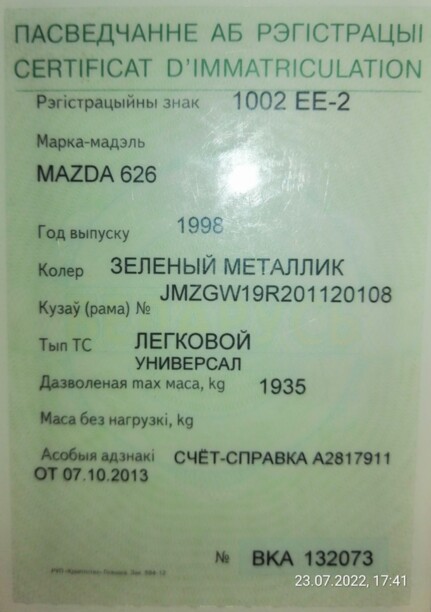 ПАСВЕДЧАННЕ АБ РЭГІСТРАЦЫІ
CERTIFICAT D'IMMATRICULATION
Рэгістрацыйны знак 1002 ЕЕ-2
Марка-мадэль
MAZDA 626
Год выпуску 1998
Колер ЗЕЛЕНЫЙ МЕТАЛЛИК
Кузаў (рама) № JMZGW19R201120108
Тып ТС ЛЕГКОВОЙ
УНИВЕРСАЛ
Дазволеная max маса, kg 1935
Маса без нагрузкі, kg
Асобыя адзнакі СЧЁТ-СПРАВКА А2817911
ОТ 07.10.2013
№ ВКА 132073
23.07.2022, 17:41